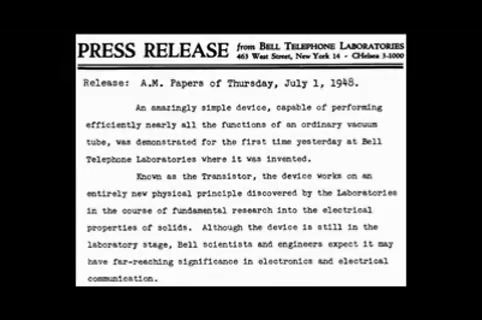 PRESS RELEASE from BELL TELEPHONE LABORATORIES
463 West Street, New York 14 - CHelsea 3-1000
Release: A.M. Papers of Thursday, July 1, 1948.
An amazingly simple device, capable of performing
efficiently nearly all the functions of an ordinary vacuum
tube, was demonstrated for the first time yesterday at Bell
Telephone Laboratories where it was invented.
Known as the Transistor, the device works on an
entirely new physical principle discovered by the Laboratories
in the course of fundamental research into the electrical
properties of solids. Although the device is still in the
laboratory stage, Bell scientists and engineers expect it may
have far-reaching significance in electronics and electrical
communication.